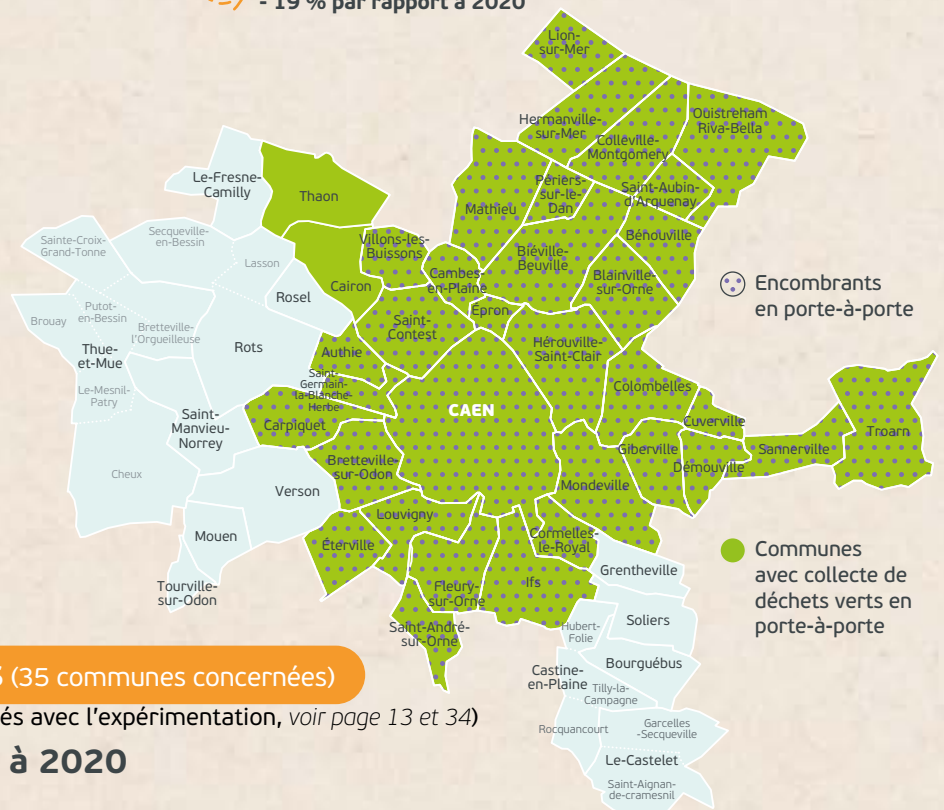 - 19 % par rapport à 2020
Lion-
sur-Mer
Hermanville-
sur-Mer
Colleville-
Montgomery
Ouistreham
Riva-Bella
Le-Fresne-
Camilly
Thaon
Mathieu
Périers-
sur-le-
Dan
Saint-Aubin-
d'Arquenay
Sainte-Croix-
Grand-Tonne
Secqueville-
en-Bessin
Lasson
Villons-les-
Buissons
Cambes-
en-Plaine
Biéville-
Beuville
Bénouville
Blainville-
sur-Orne
Encombrants
en porte-à-porte
Rosel
Cairon
Épron
Brouay
Putot-
en-Bessin
Bretteville-
l'Orgueilleuse
Thue-
et-Mue
Rots
Saint-
Contest
Authie
Hérouville-
Saint-Clair
Le-Mesnil-
Patry
Saint-
Germain-
la-Blanche-
Herbe
Colombelles
CAEN
Saint-
Manvieu-
Norrey
Carpiquet
Cuverville
Troarn
Cheux
Bretteville-
sur-Odon
Giberville
Démouville
Sannerville
Verson
Mondeville
Louvigny
Mouen
Éterville
Cormelles-
le-Royal
Communes
avec collecte de
déchets verts en
porte-à-porte
Tourville-
sur-Odon
Fleury-
sur-Orne
Ifs
Grentheville
Saint-André-
sur-Orne
Hubert-
Folie
Soliers
Bourguébus
Castine-
en-Plaine
Tilly-la-
Campagne
Rocquancourt
Garcelles
-Secqueville
Le-Castelet
Saint-Aignan-
de-cramesnil
(35 communes concernées)
és avec l'expérimentation, voir page 13 et 34)
à 2020